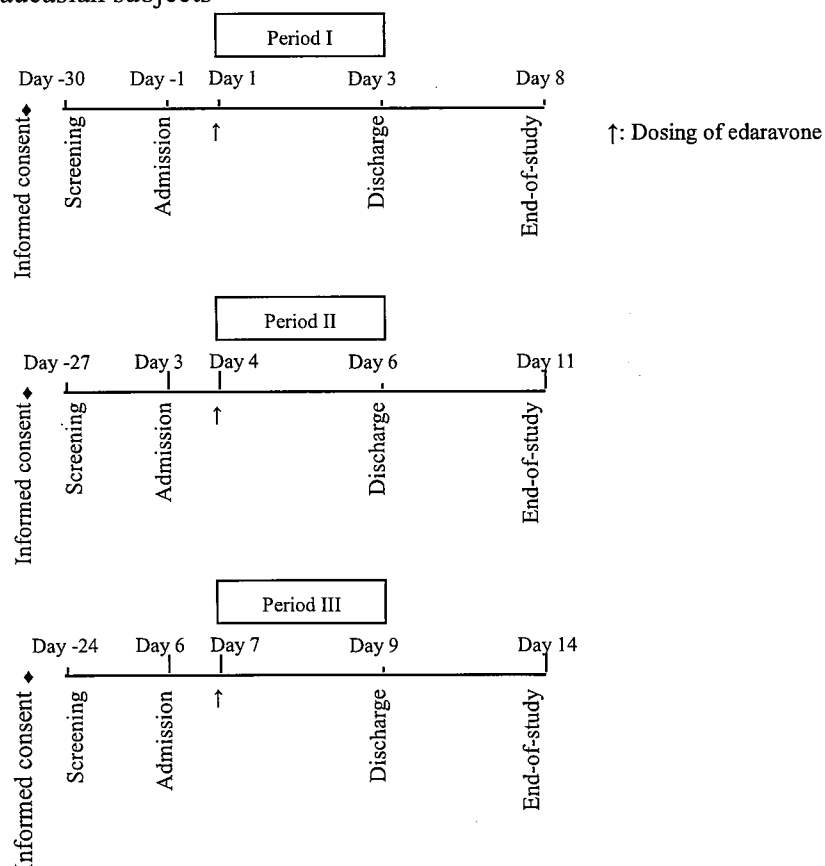 aucasian subjects
Period I
Day -30 Day -1 Day 1 Day 3 Day 8
Informed consent♦
Screening
Admission
↑
Discharge
End-of-study
↑: Dosing of edaravone
Period II
Day -27 Day 3 Day 4 Day 6 Day 11
Informed consent♦
Screening
Admission
↑
Discharge
End-of-study
Period III
Day -24 Day 6 Day 7 Day 9 Day 14
Informed consent ♦
Screening
Admission
↑
Discharge
End-of-study